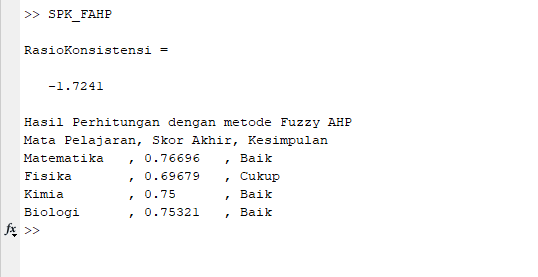 >> SPK_FAHP
RasioKonsistensi =
-1.7241
Hasil Perhitungan dengan metode Fuzzy AHP
Mata Pelajaran, Skor Akhir, Kesimpulan
Matematika , 0.76696 , Baik
Fisika , 0.69679 , Cukup
Kimia , 0.75 , Baik
Biologi , 0.75321 , Baik
fx >>